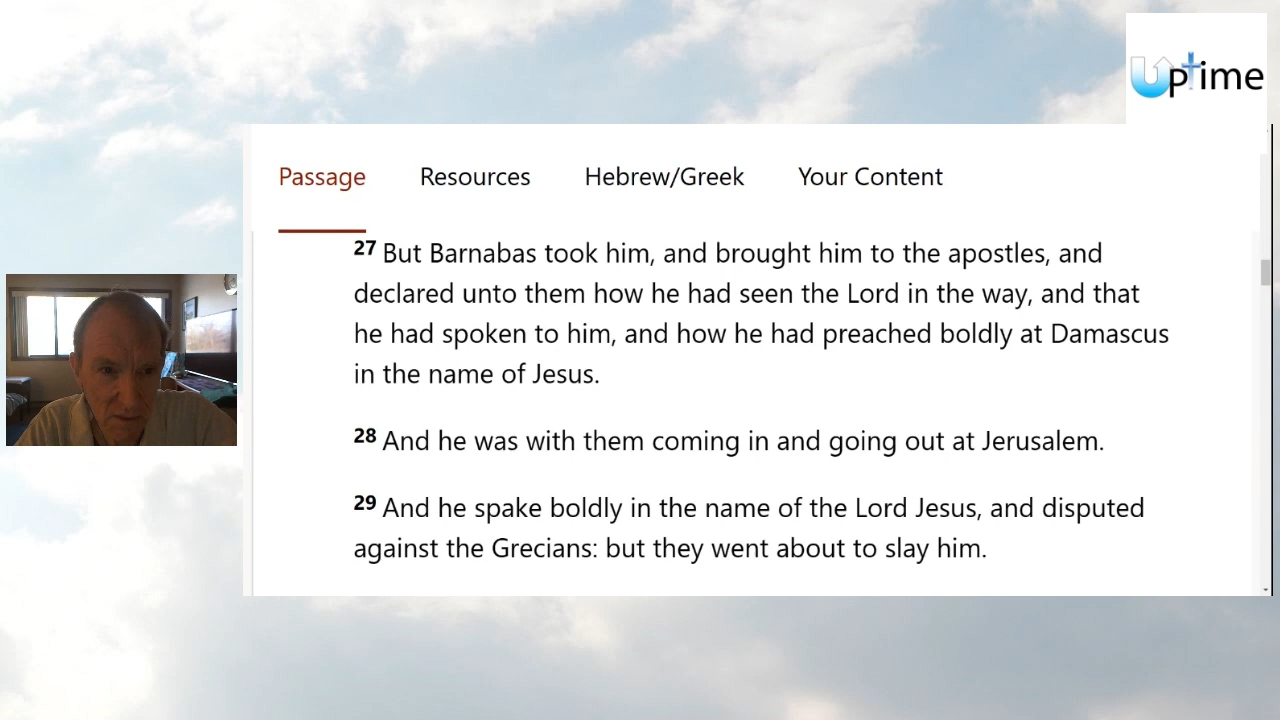 Uptime
Passage Resources Hebrew/Greek Your Content
27 But Barnabas took him, and brought him to the apostles, and
declared unto them how he had seen the Lord in the way, and that
he had spoken to him, and how he had preached boldly at Damascus
in the name of Jesus.
28 And he was with them coming in and going out at Jerusalem.
29 And he spake boldly in the name of the Lord Jesus, and disputed
against the Grecians: but they went about to slay him.